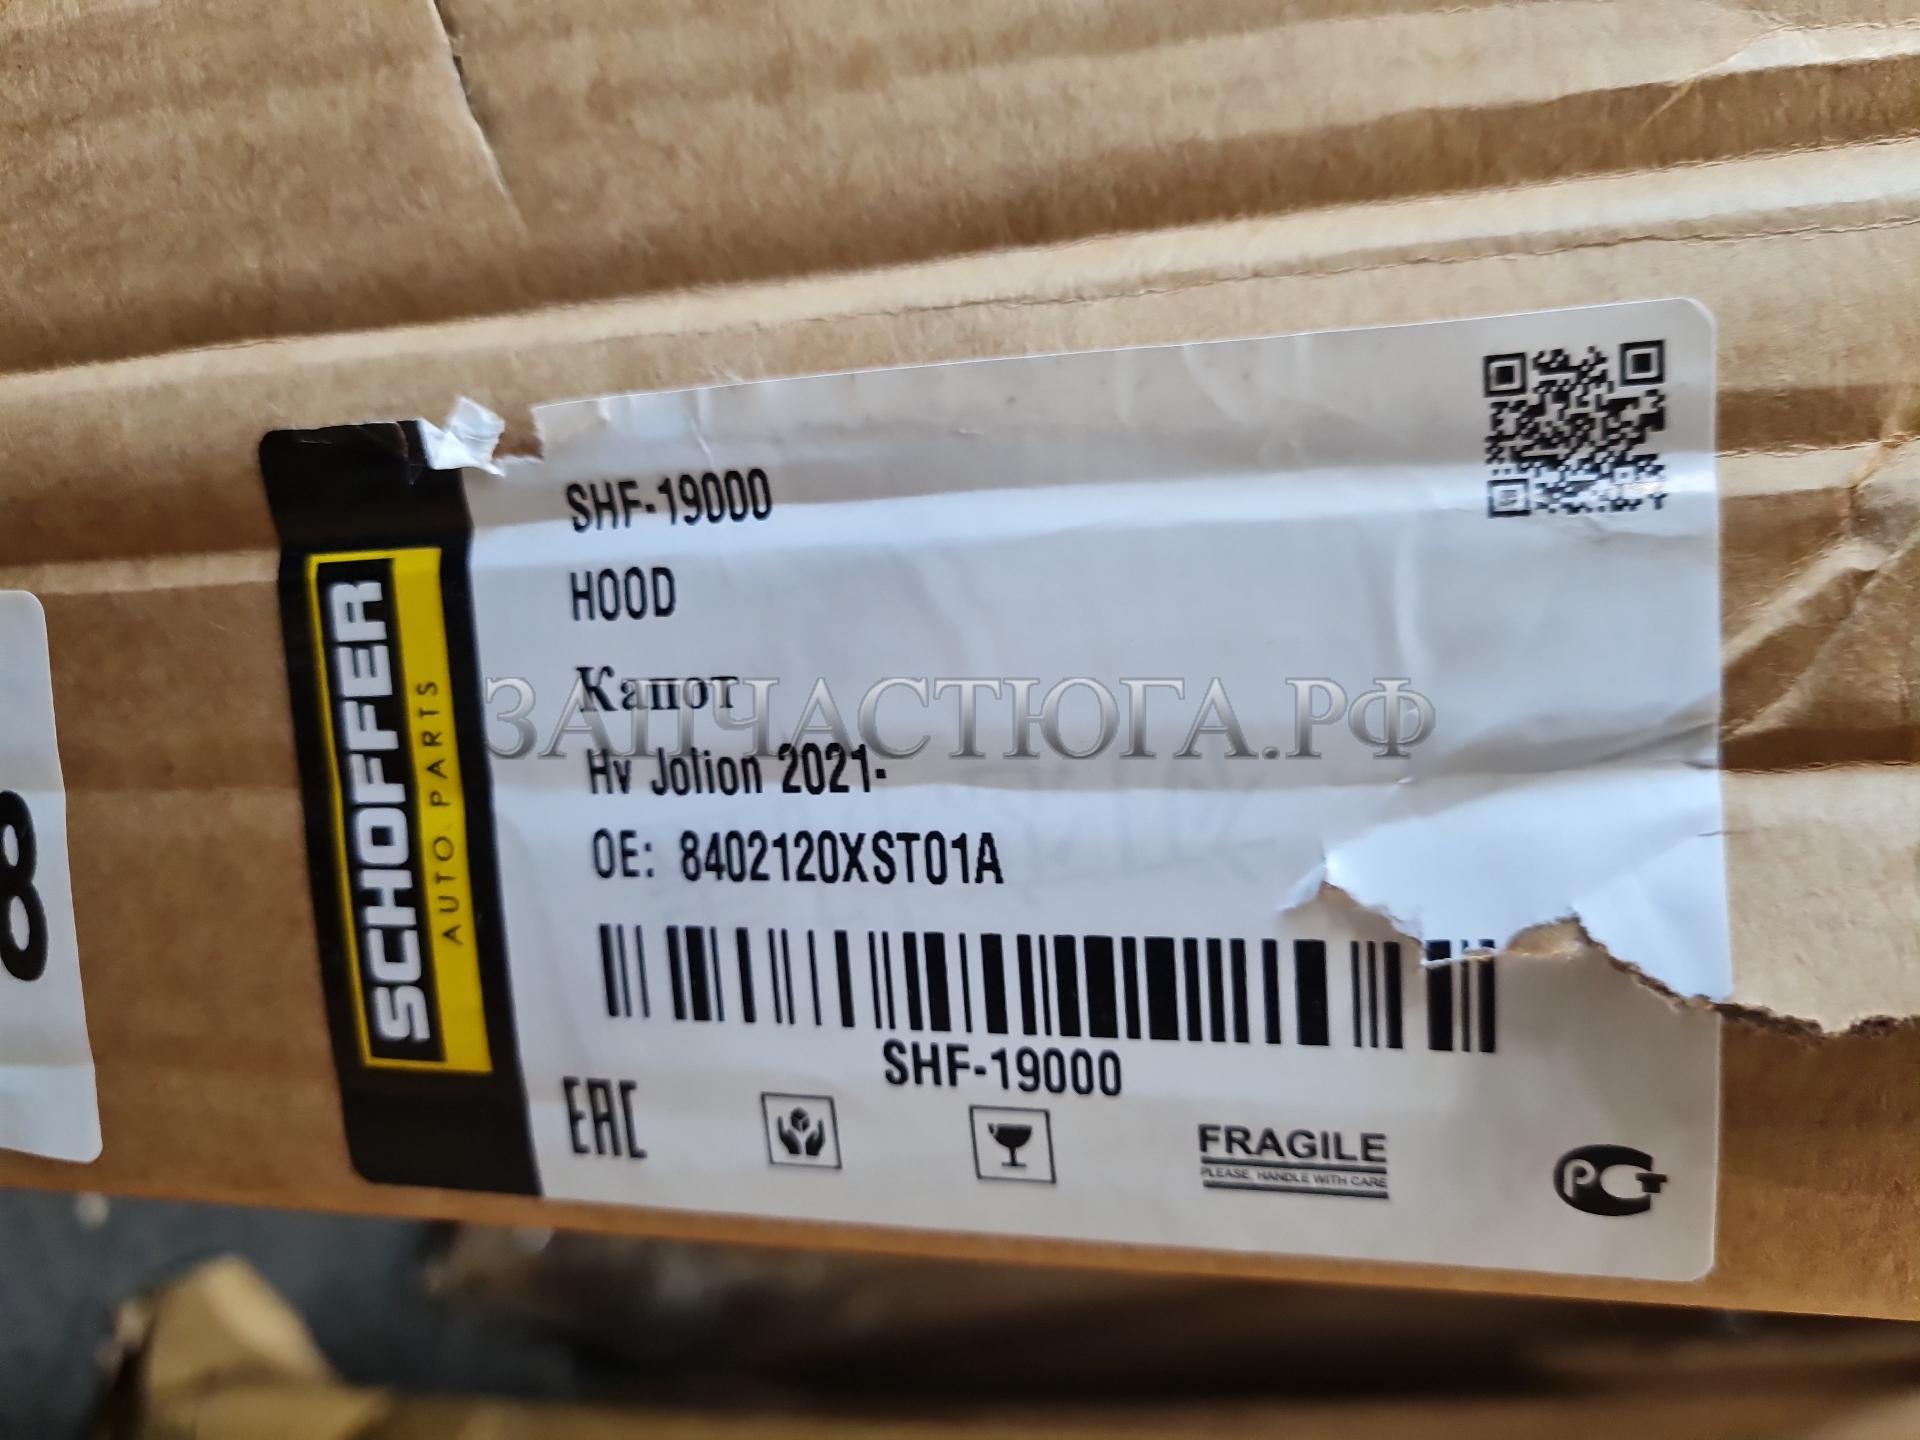 SHF-19000
HOOD
Капот
ЗАПЧАСТЮГА.РФ
Hv Jolion 2021-
OE: 8402120XST01A
SHF-19000
SCHOFFER
AUTO PARTS
EAC
FRAGILE
PLEASE, HANDLE WITH CARE
РСТ
8